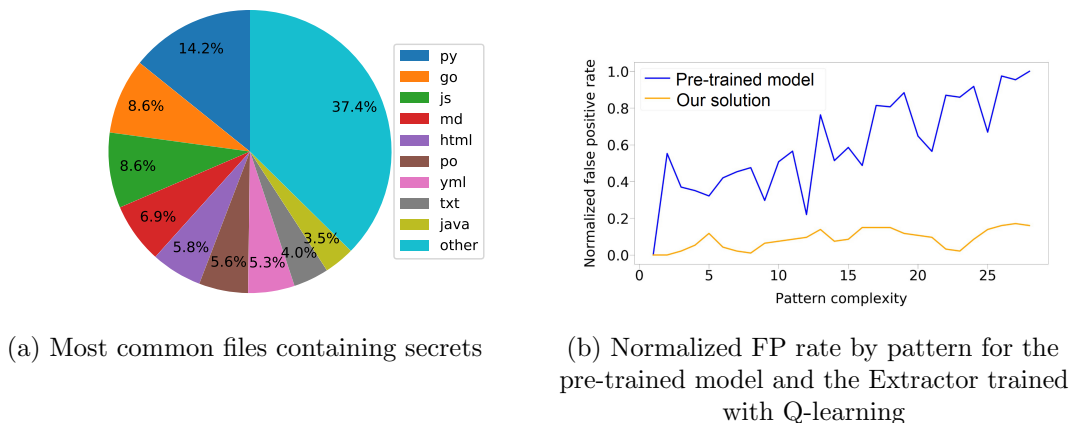 14.2%
8.6%
8.6%
6.9%
5.8%
5.6%
5.3%
4.0%
3.5%
37.4%
py
go
js
md
html
po
yml
txt
java
other
(a) Most common files containing secrets
Normalized false positive rate
1.0
0.8
0.6
0.4
0.2
0.0
Pre-trained model
Our solution
0 5 10 15 20 25
Pattern complexity
(b) Normalized FP rate by pattern for the
pre-trained model and the Extractor trained
with Q-learning